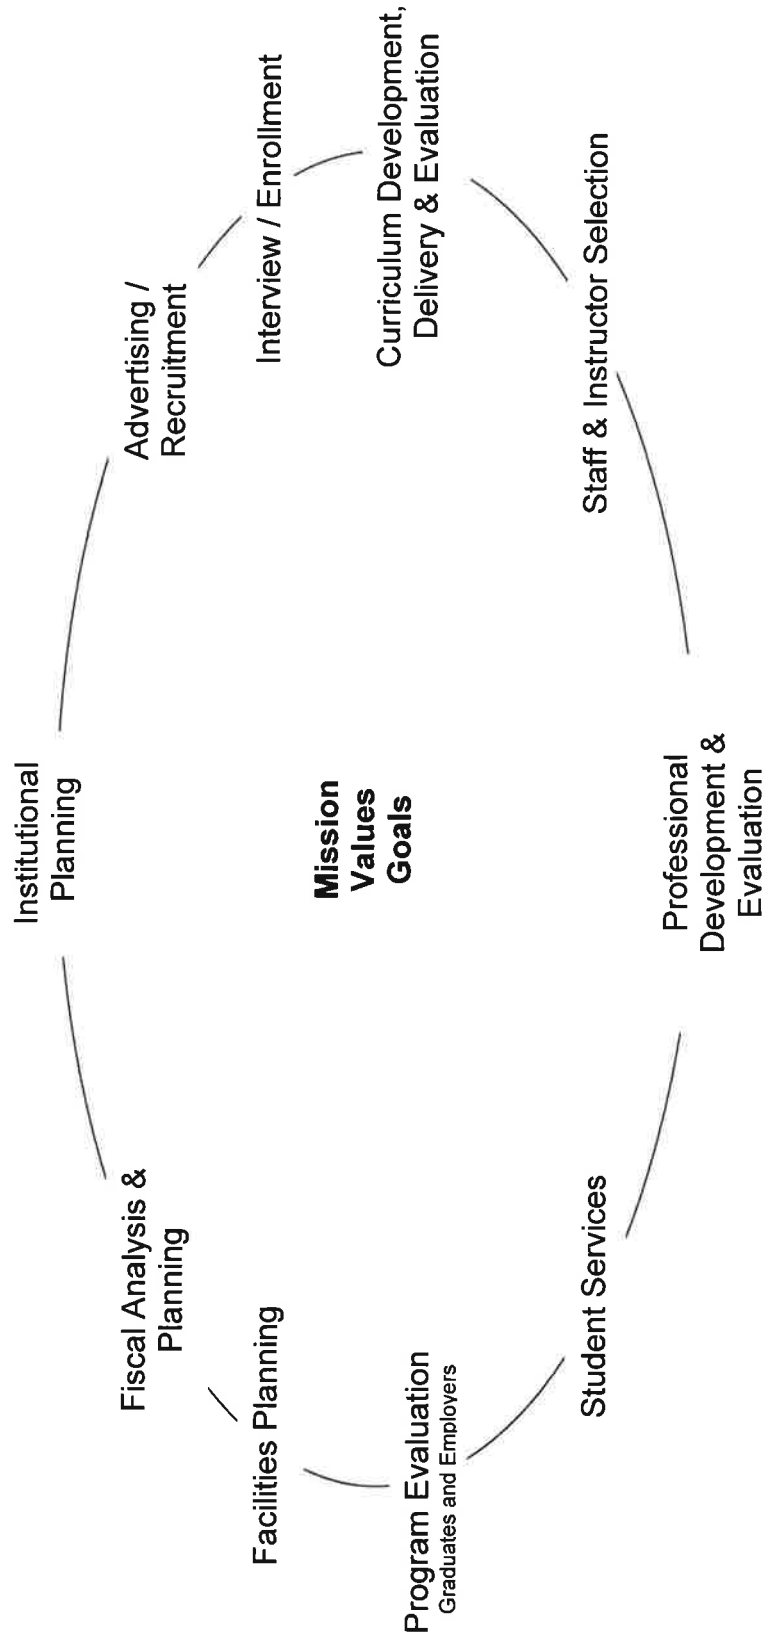 Institutional
Planning
Advertising /
Recruitment
Interview / Enrollment
Curriculum Development,
Delivery & Evaluation
Staff & Instructor Selection
Professional
Development &
Evaluation
Student Services
Program Evaluation
Graduates and Employers
Facilities Planning
Fiscal Analysis &
Planning
Mission
Values
Goals